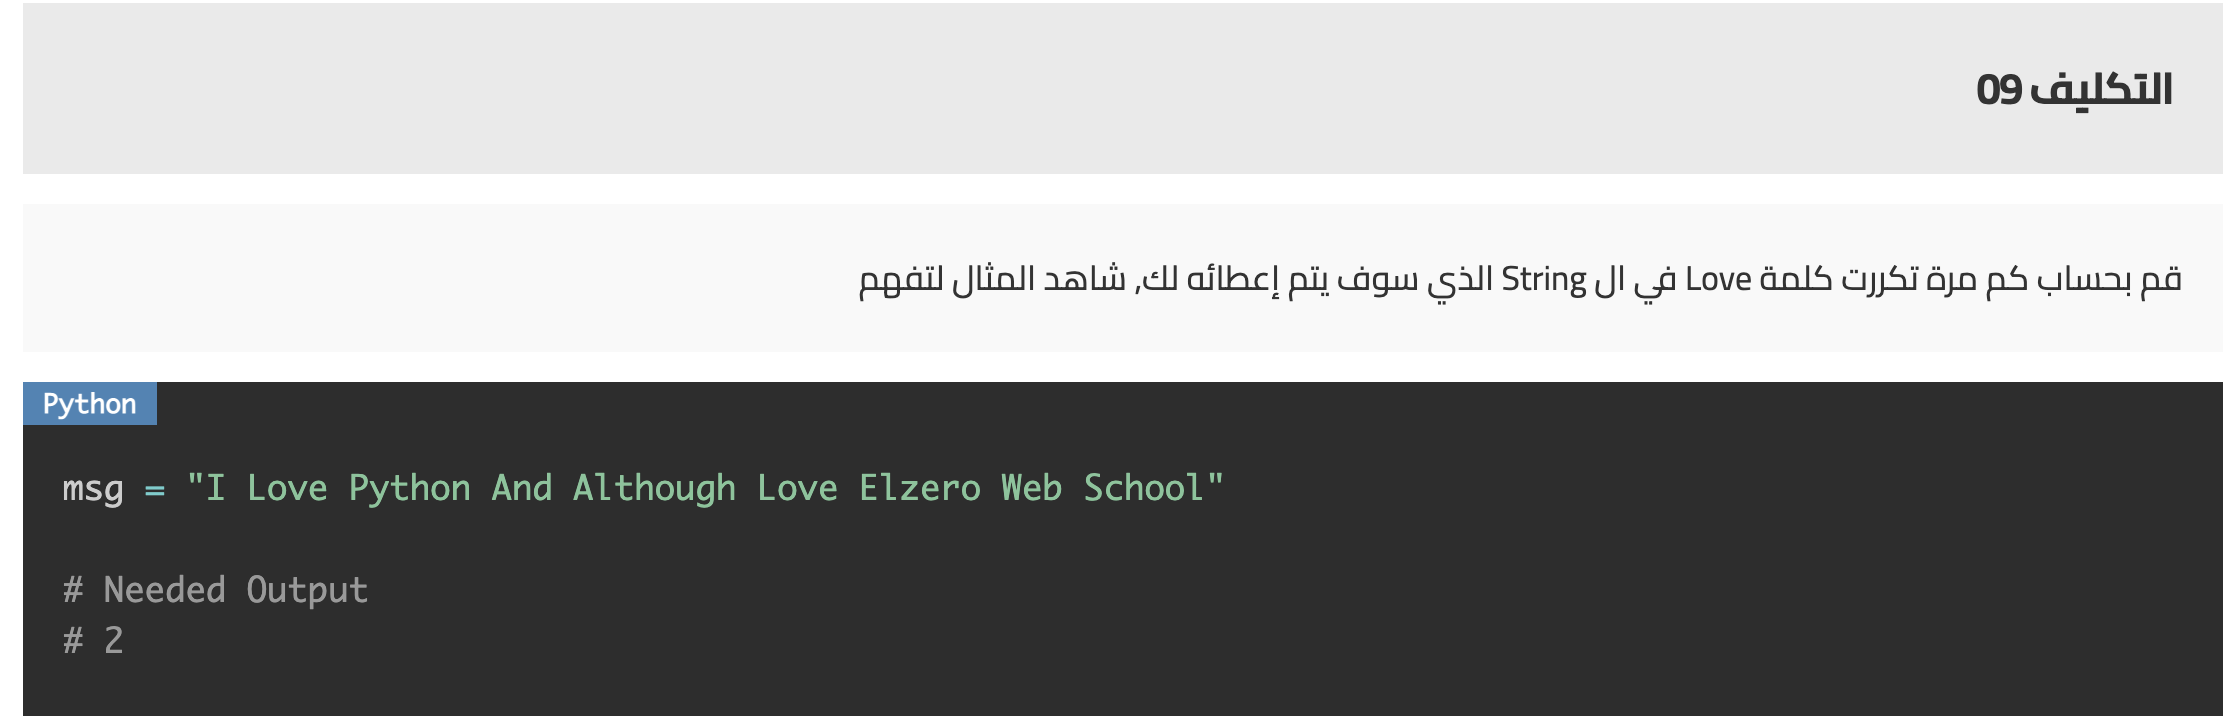 التكليف 09
قم بحساب كم مرة تكررت كلمة Love في ال String الذي سوف يتم إعطائه لك, شاهد المثال لتفهم
Python
msg = "I Love Python And Although Love Elzero Web School"
# Needed Output
# 2